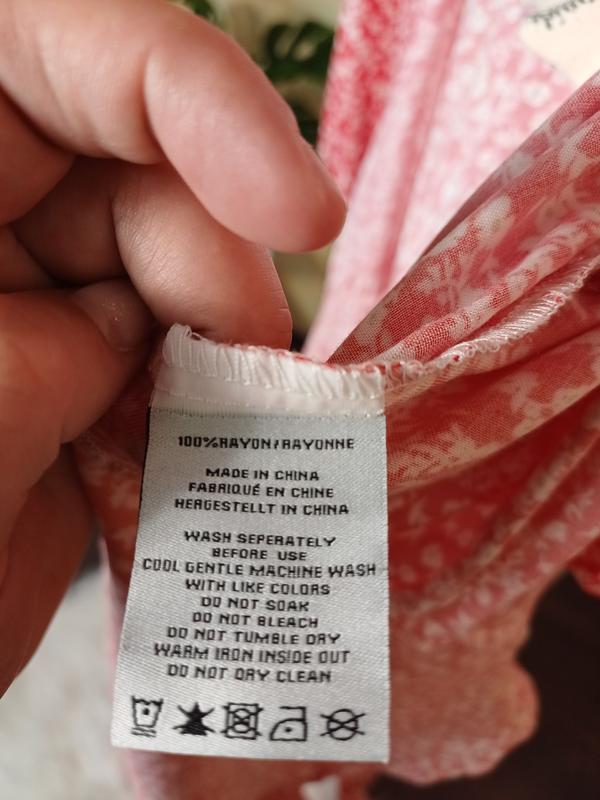 100%RAYON/RAYONNE
MADE IN CHINA
FABRIQUÉ EN CHINE
HERGESTELLT IN CHINA
WASH SEPERATELY
BEFORE USE
COOL GENTLE MACHINE WASH
WITH LIKE COLORS
DO NOT SOAK
DO NOT BLEACH
DO NOT TUMBLE DRY
WARM IRON INSIDE OUT
DO NOT DRY CLEAN